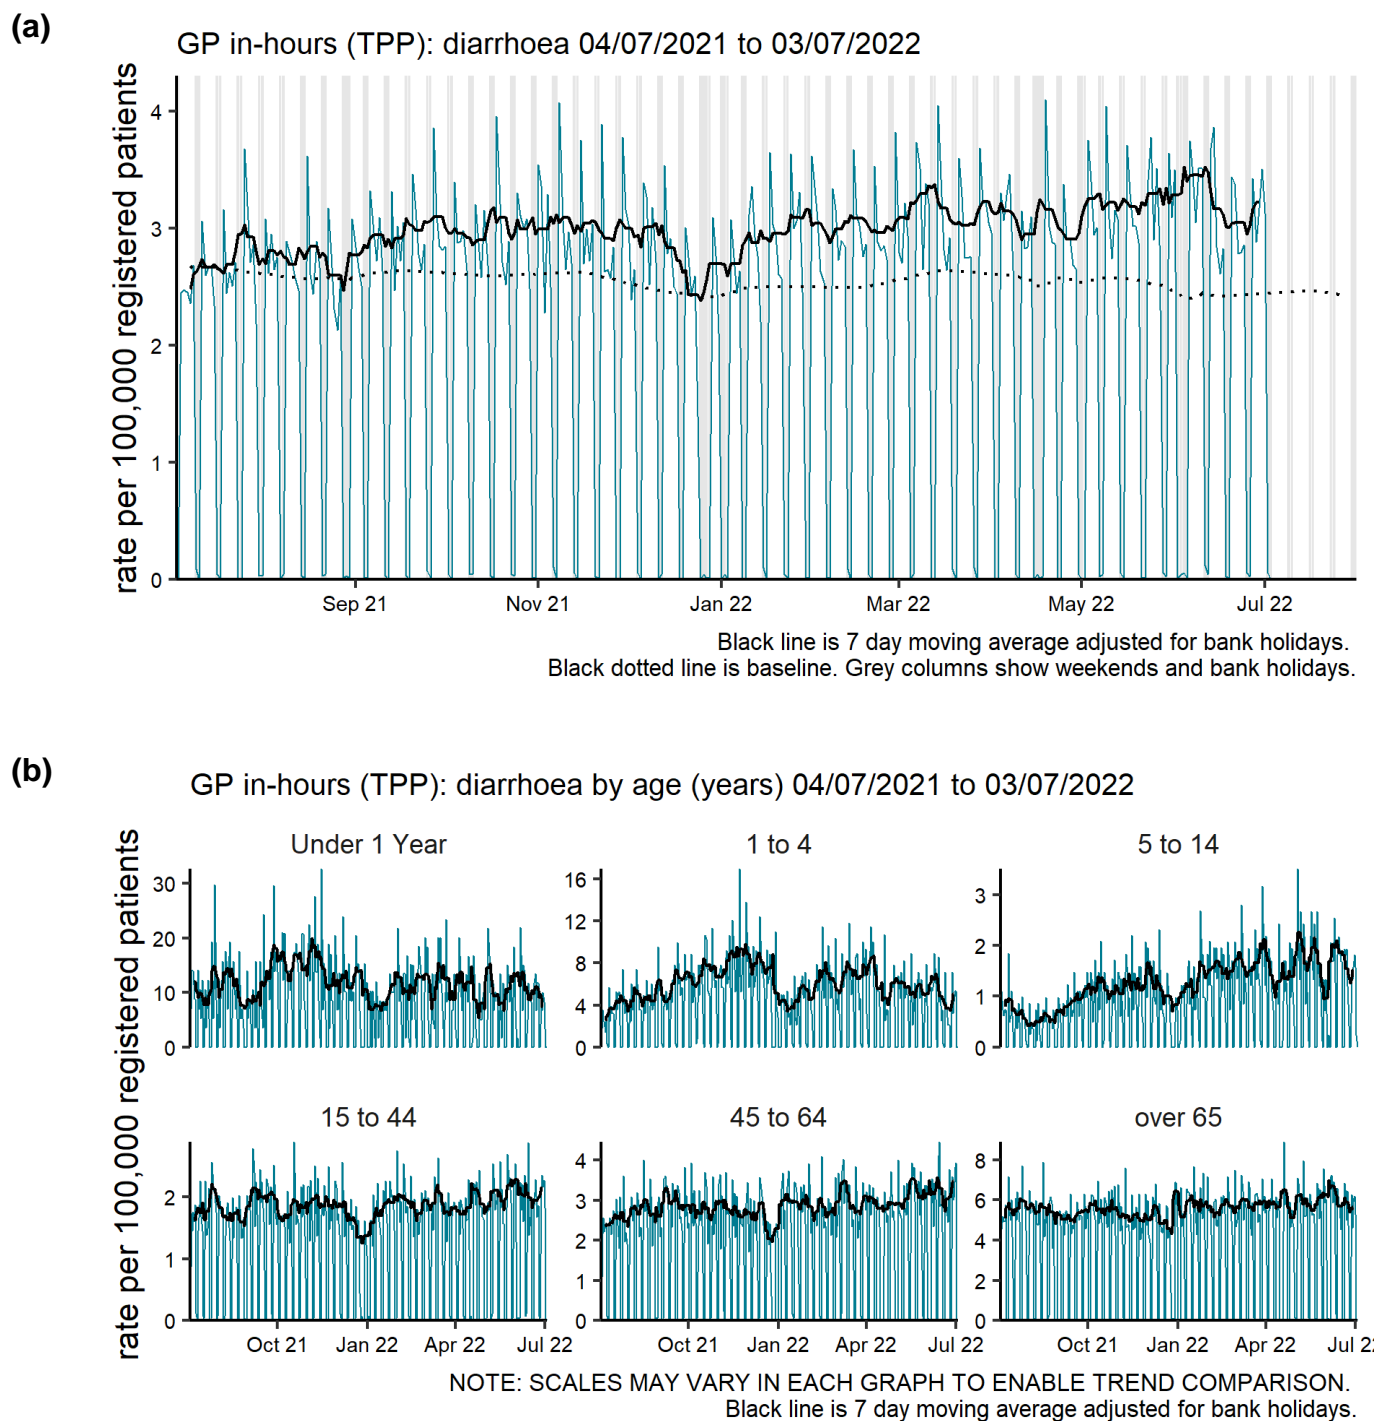 (a)
GP in-hours (TPP): diarrhoea 04/07/2021 to 03/07/2022
rate per 100,000 registered patients
4
3
2
1
0
Sep 21
Nov 21
Jan 22
Mar 22
May 22
Jul 22
Black line is 7 day moving average adjusted for bank holidays.
Black dotted line is baseline. Grey columns show weekends and bank holidays.
(b)
GP in-hours (TPP): diarrhoea by age (years) 04/07/2021 to 03/07/2022
rate per 100,000 registered patients
Under 1 Year
30
20
10
0
1 to 4
16
12
8
4
0
5 to 14
3
2
1
0
15 to 44
2
1
0
Oct 21
Jan 22
Apr 22
Jul 22
45 to 64
4
3
2
1
0
Oct 21
Jan 22
Apr 22
Jul 22
over 65
8
6
4
2
0
Oct 21
Jan 22
Apr 22
Jul 22
NOTE: SCALES MAY VARY IN EACH GRAPH TO ENABLE TREND COMPARISON.
Black line is 7 day moving average adjusted for bank holidays.